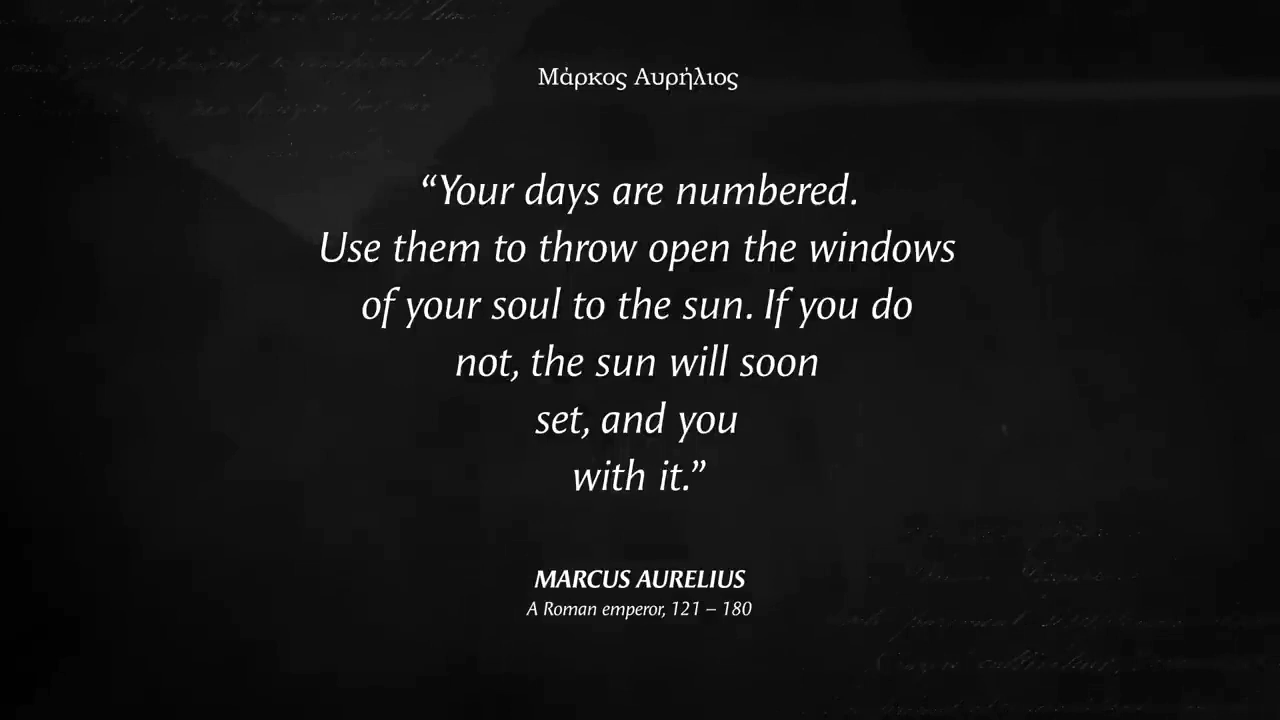 Μάρκος Αυρήλιος
“Your days are numbered.
Use them to throw open the windows
of your soul to the sun. If you do
not, the sun will soon
set, and you
with it.”
MARCUS AURELIUS
A Roman emperor, 121 – 180